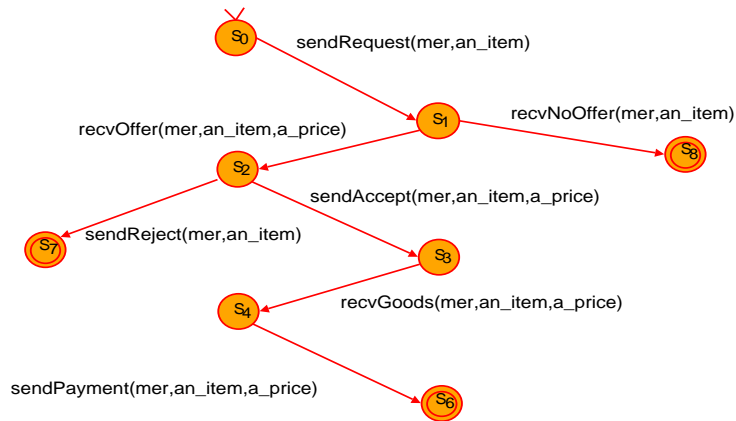 S0
sendRequest(mer,an_item)
S1
recvNoOffer(mer,an_item)
recvOffer(mer,an_item,a_price)
S8
S2
sendAccept(mer,an_item,a_price)
sendReject(mer,an_item)
S7
S3
recvGoods(mer,an_item,a_price)
S4
sendPayment(mer,an_item,a_price)
S6